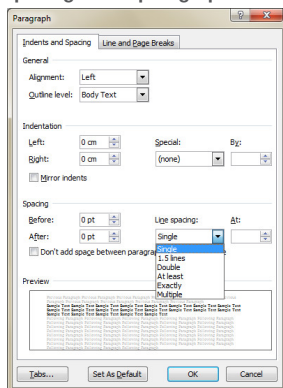 Paragraph
Indents and Spacing Line and Page Breaks
General
Alignment: Left
Outline level: Body Text
Indentation
Left: 0 cm Special: By:
Right: 0 cm (none)
Mirror indents
Spacing
Before: 0 pt Line spacing: At:
After: 0 pt Single
Don't add space between paragra
Single
1.5 lines
Double
At least
Exactly
Multiple
Preview
Tabs... Set As Default OK Cancel